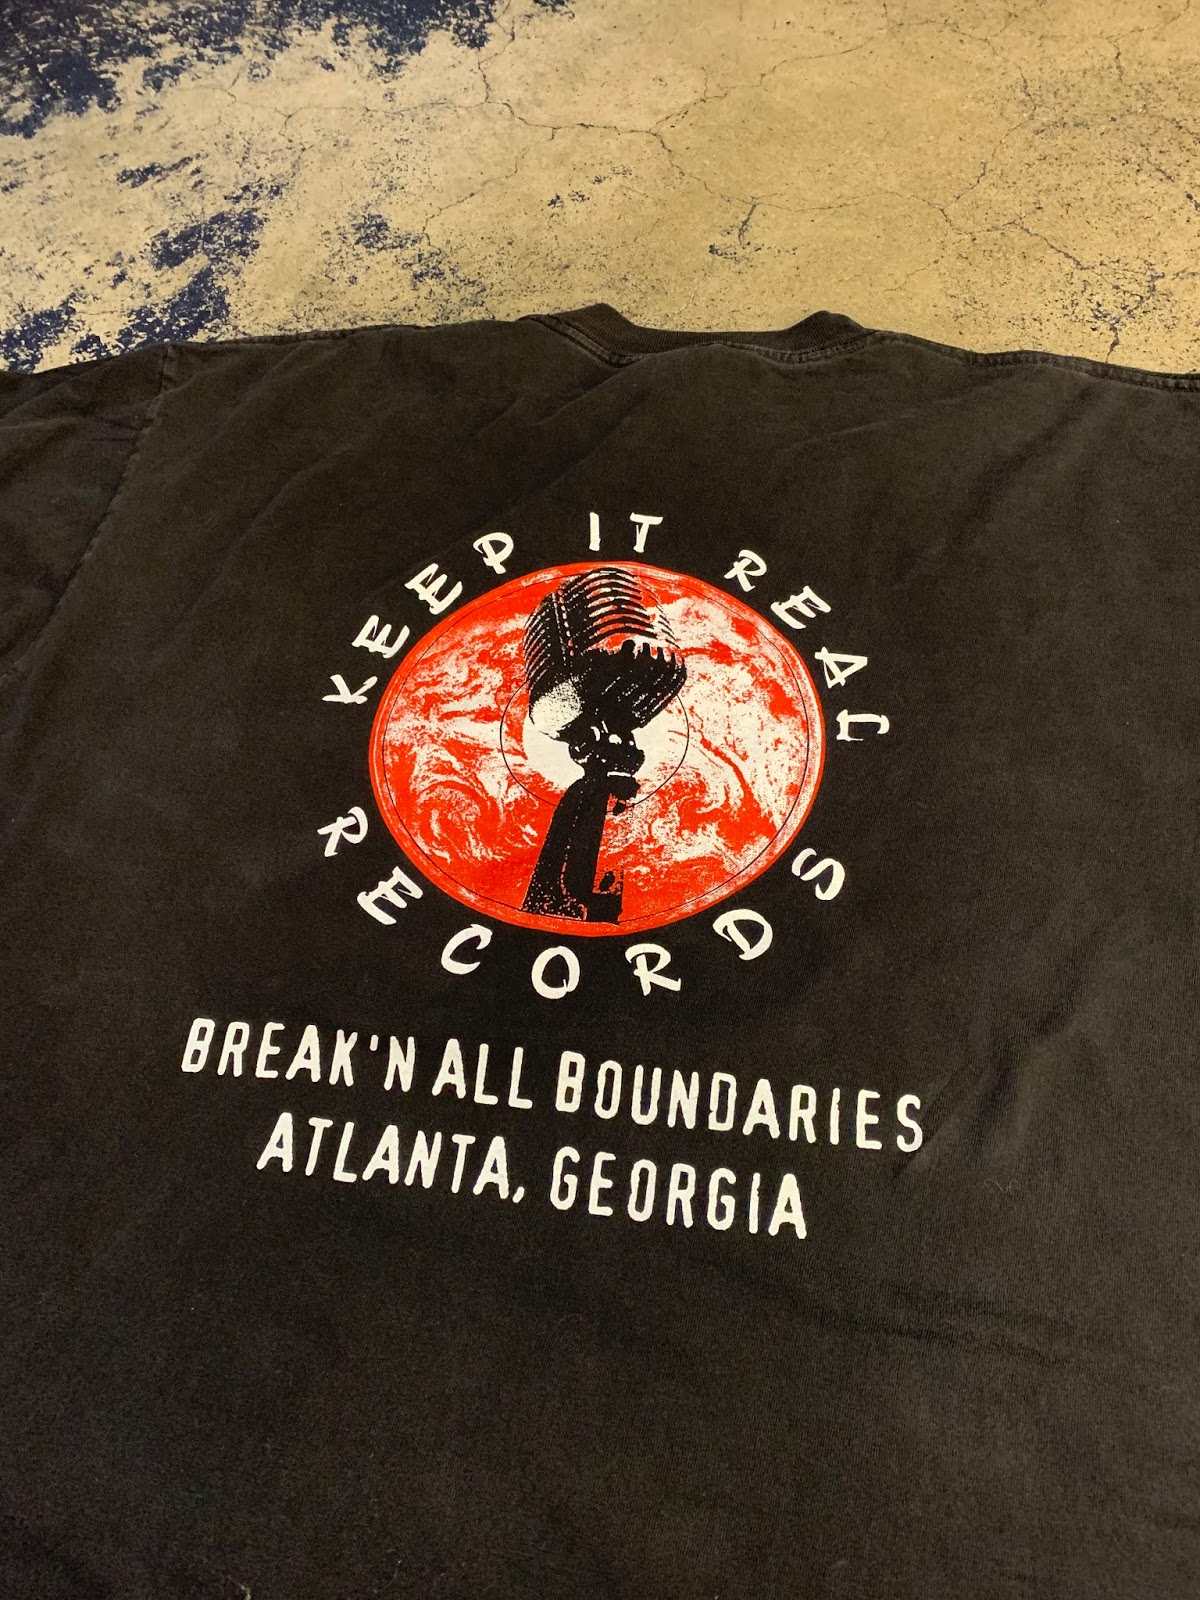 KEEP IT REAL
RECORDS
BREAK'N ALL BOUNDARIES
ATLANTA, GEORGIA